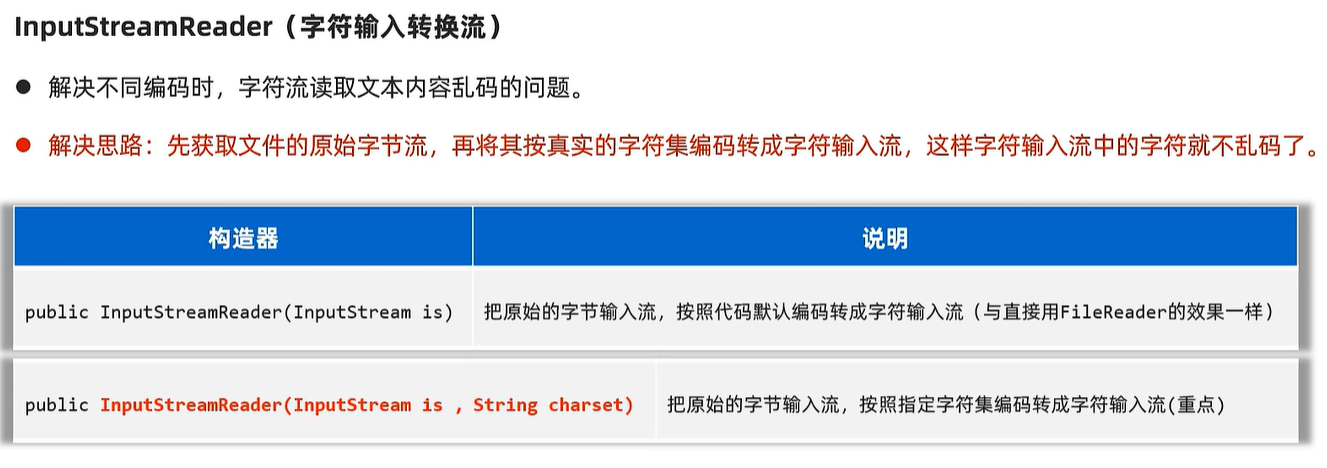 InputStreamReader（字符输入转换流）
● 解决不同编码时，字符流读取文本内容乱码的问题。
● 解决思路：先获取文件的原始字节流，再将其按真实的字符集编码转成字符输入流，这样字符输入流中的字符就不乱码了。
构造器 说明
public InputStreamReader(InputStream is) 把原始的字节输入流，按照代码默认编码转成字符输入流（与直接用FileReader的效果一样）
public InputStreamReader(InputStream is , String charset) 把原始的字节输入流，按照指定字符集编码转成字符输入流(重点)